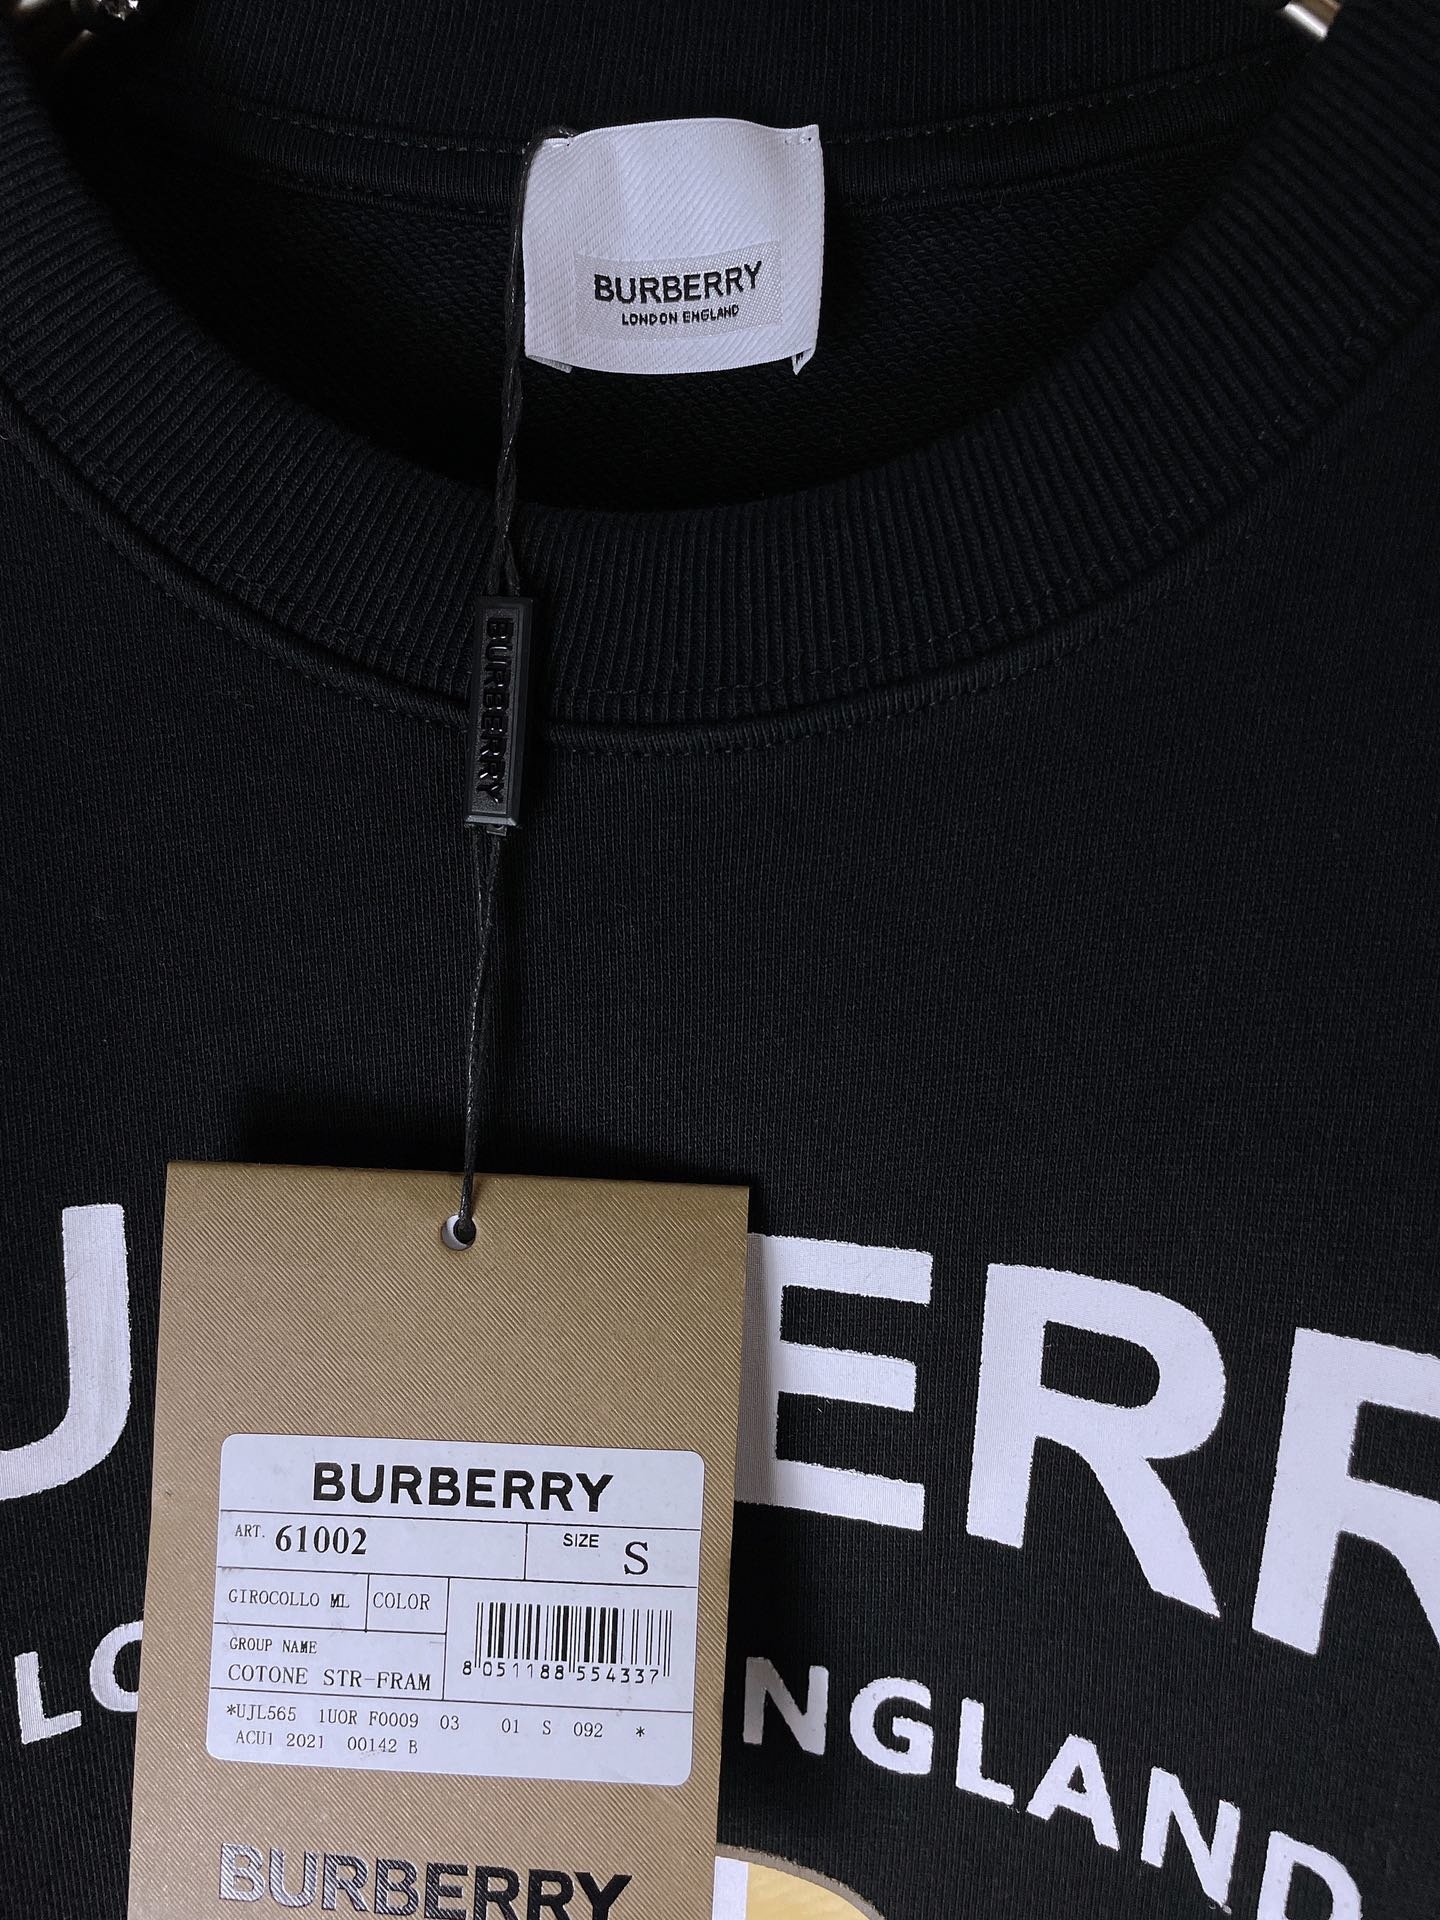 BURBERRY
LONDON ENGLAND
BURBERRY
U ERR
BURBERRY
ART. 61002 SIZE S
GIROCOLLO ML COLOR
GROUP NAME
COTONE STR-FRAM
8 051188 554337
*UJL565 1UOR F0009 03 01 S 092 *
ACU1 2021 00142 B
LO NGLAND
BURBERRY